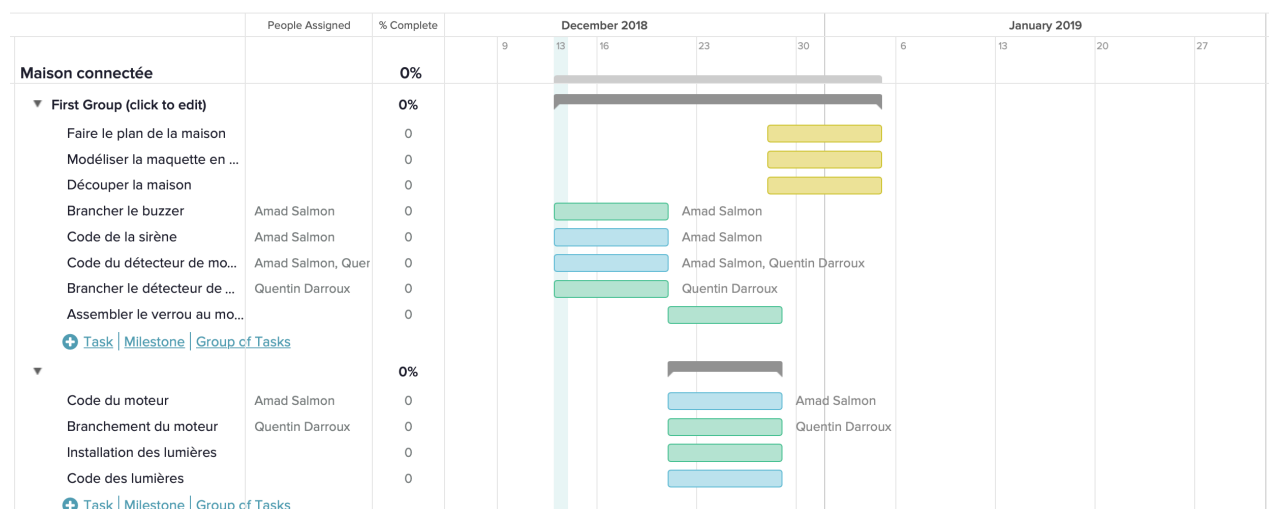 People Assigned % Complete December 2018 January 2019
9 13 16 23 30 6 13 20 27
Maison connectée 0%
First Group (click to edit) 0%
Faire le plan de la maison 0
Modéliser la maquette en ... 0
Découper la maison 0
Brancher le buzzer Amad Salmon 0 Amad Salmon
Code de la sirène Amad Salmon 0 Amad Salmon
Code du détecteur de mo... Amad Salmon, Quer 0 Amad Salmon, Quentin Darroux
Brancher le détecteur de ... Quentin Darroux 0 Quentin Darroux
Assembler le verrou au mo... 0
Task Milestone Group of Tasks
0%
Code du moteur Amad Salmon 0 Amad Salmon
Branchement du moteur Quentin Darroux 0 Quentin Darroux
Installation des lumières 0
Code des lumières 0
Task Milestone Group of Tasks